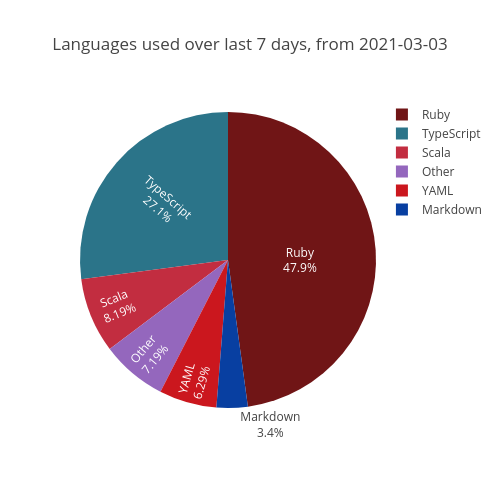 Languages used over last 7 days, from 2021-03-03
Ruby
TypeScript
Scala
Other
YAML
Markdown
Ruby
47.9%
TypeScript
27.1%
Scala
8.19%
Other
7.19%
YAML
6.29%
Markdown
3.4%